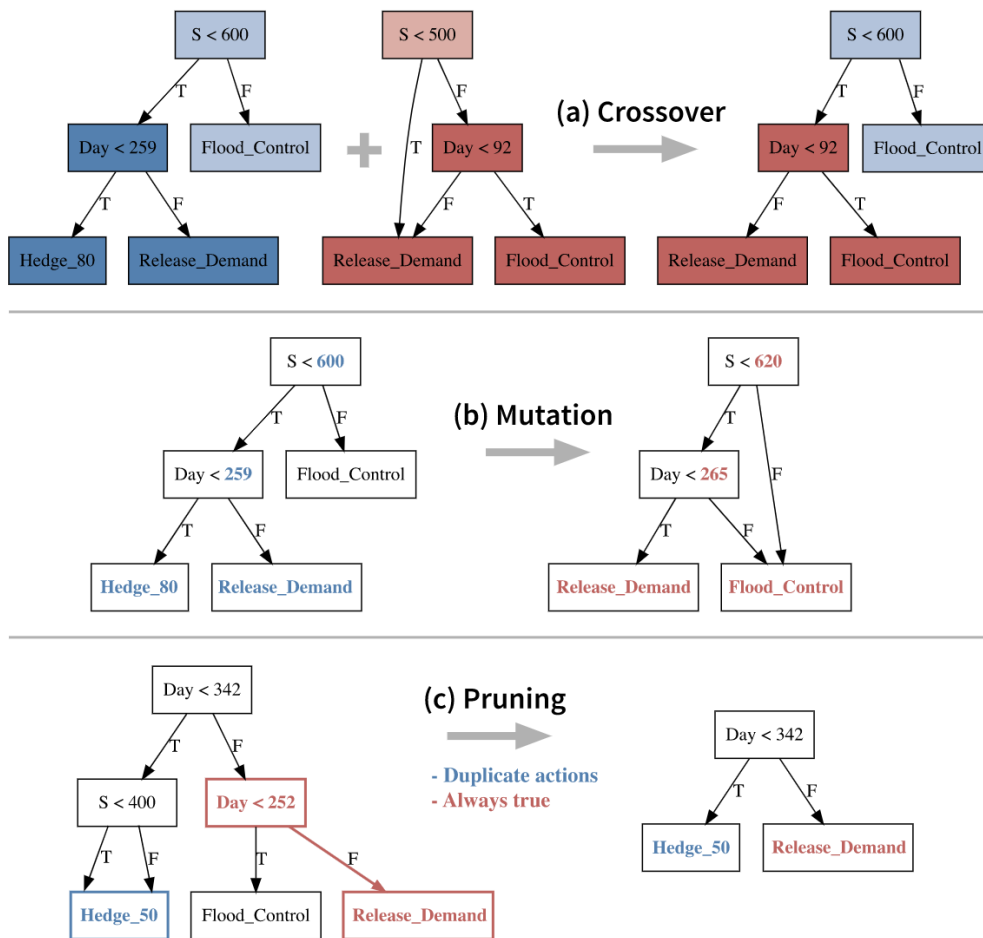 S < 600
S < 500
S < 600
T
F
F
T
F
(a) Crossover
Day < 259
Flood_Control
T
Day < 92
Day < 92
Flood_Control
T
F
F
T
F
T
Hedge_80
Release_Demand
Release_Demand
Flood_Control
Release_Demand
Flood_Control
S < 600
S < 620
T
F
(b) Mutation
T
Day < 259
Flood_Control
Day < 265
F
T
F
T
F
Hedge_80
Release_Demand
Release_Demand
Flood_Control
Day < 342
(c) Pruning
Day < 342
T
F
- Duplicate actions
- Always true
T
F
S < 400
Day < 252
Hedge_50
Release_Demand
T
F
T
F
Hedge_50
Flood_Control
Release_Demand